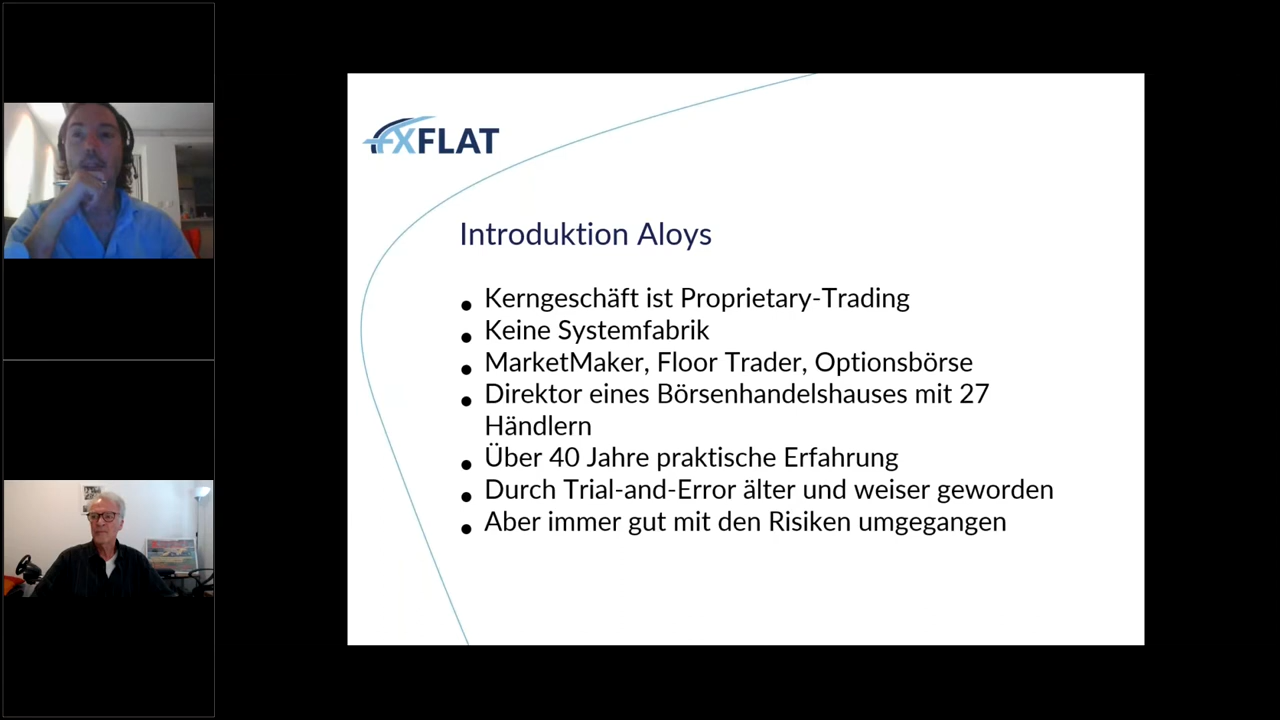 FXFLAT
Introduktion Aloys
• Kerngeschäft ist Proprietary-Trading
• Keine Systemfabrik
• MarketMaker, Floor Trader, Optionsbörse
• Direktor eines Börsenhandelshauses mit 27
Händlern
• Über 40 Jahre praktische Erfahrung
• Durch Trial-and-Error älter und weiser geworden
• Aber immer gut mit den Risiken umgegangen